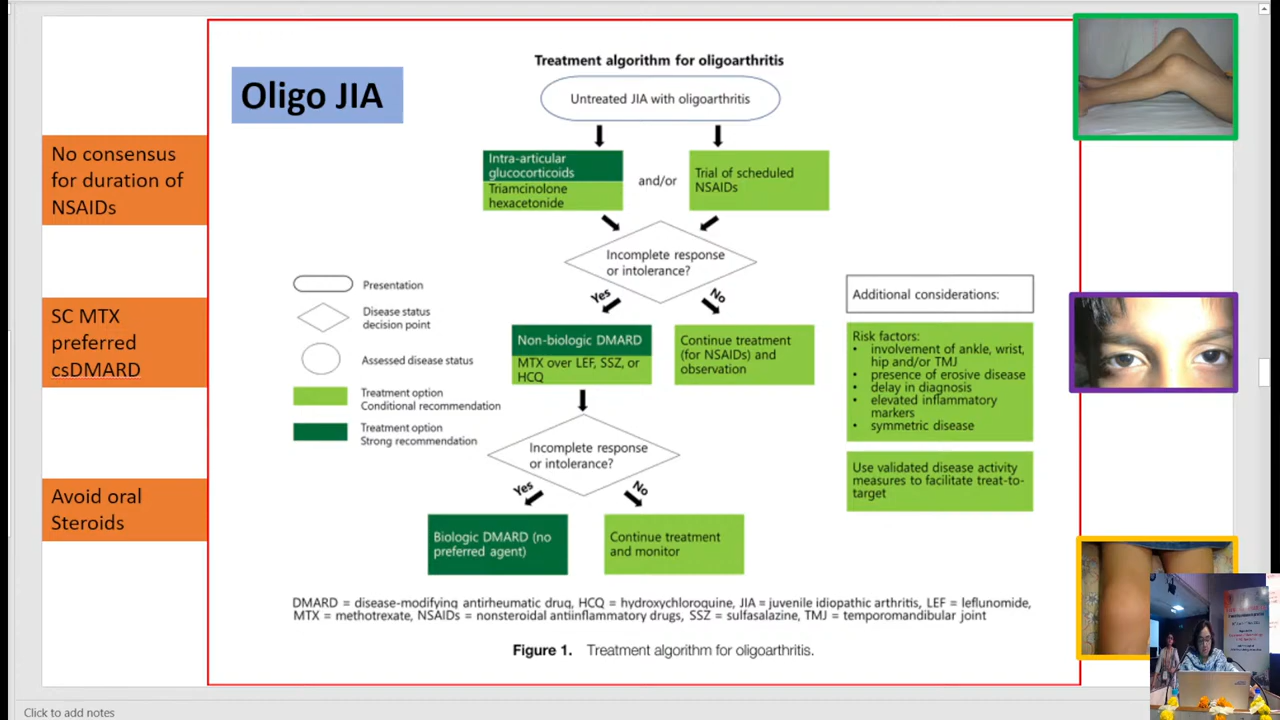 Oligo JIA
No consensus
for duration of
NSAIDs
SC MTX
preferred
csDMARD
Avoid oral
Steroids
Treatment algorithm for oligoarthritis
Untreated JIA with oligoarthritis
Intra-articular
glucocorticoids
Triamcinolone
hexacetonide
and/or
Trial of scheduled
NSAIDs
Incomplete response
or intolerance?
Yes
No
Non-biologic DMARD
MTX over LEF, SSZ, or
HCQ
Continue treatment
(for NSAIDs) and
observation
Incomplete response
or intolerance?
Yes
No
Biologic DMARD (no
preferred agent)
Continue treatment
and monitor
Presentation
Disease status
decision point
Assessed disease status
Treatment option
Conditional recommendation
Treatment option
Strong recommendation
Additional considerations:
Risk factors:
• involvement of ankle, wrist,
hip and/or TMJ
• presence of erosive disease
• delay in diagnosis
• elevated inflammatory
markers
• symmetric disease
Use validated disease activity
measures to facilitate treat-to-
target
DMARD = disease-modifying antirheumatic drug, HCQ = hydroxychloroquine, JIA = juvenile idiopathic arthritis, LEF = leflunomide,
MTX = methotrexate, NSAIDs = nonsteroidal antiinflammatory drugs, SSZ = sulfasalazine, TMJ = temporomandibular joint
Figure 1. Treatment algorithm for oligoarthritis.
Click to add notes